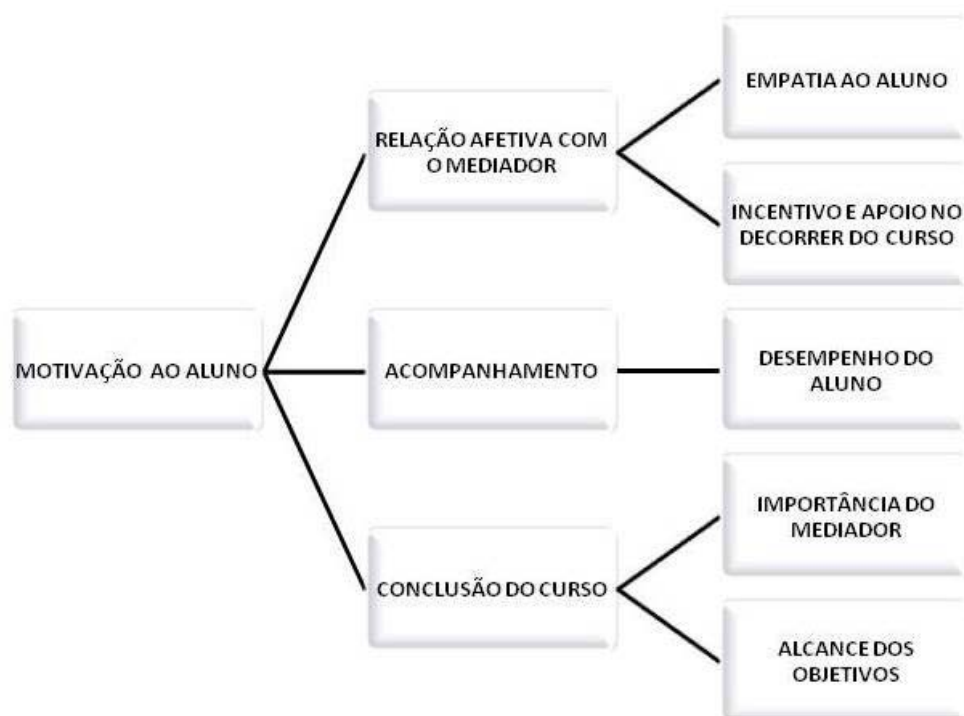 EMPATIA AO ALUNO
RELAÇÃO AFETIVA COM
O MEDIADOR
INCENTIVO E APOIO NO
DECORRER DO CURSO
MOTIVAÇÃO AO ALUNO
ACOMPANHAMENTO
DESEMPENHO DO
ALUNO
IMPORTÂNCIA DO
MEDIADOR
CONCLUSÃO DO CURSO
ALCANCE DOS
OBJETIVOS